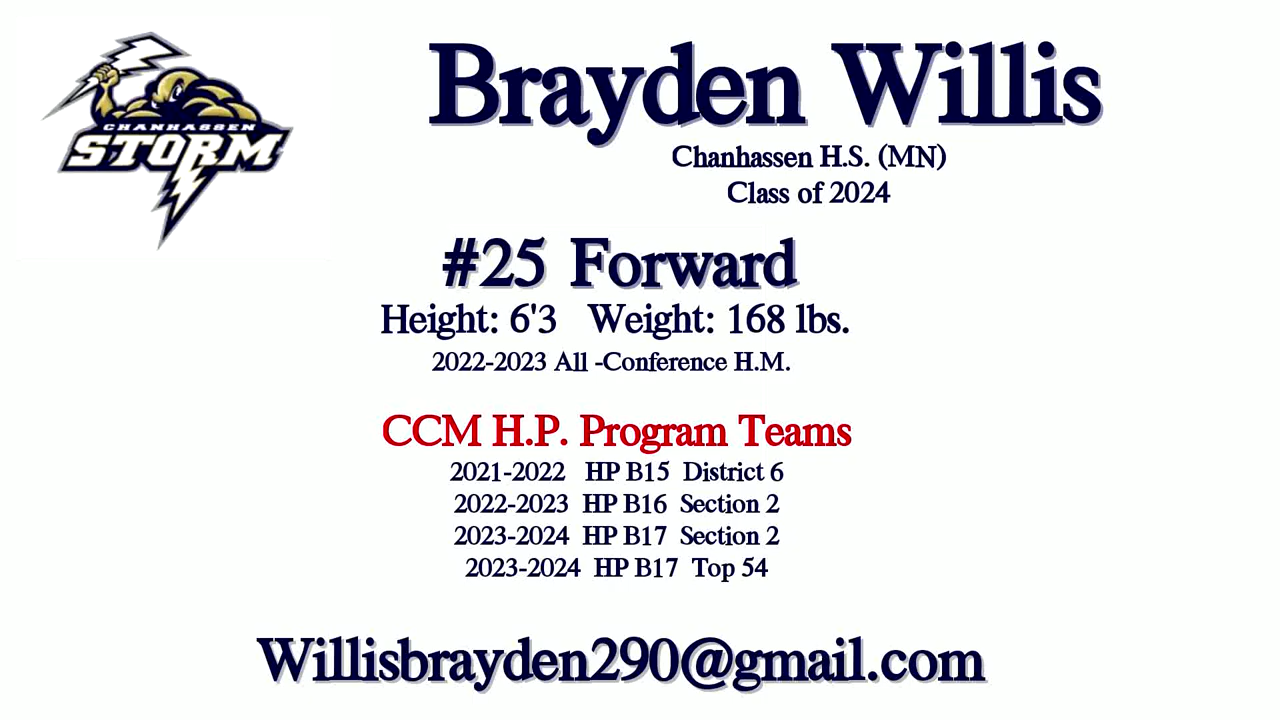 CHANHASSEN
STORM
Brayden Willis
Chanhassen H.S. (MN)
Class of 2024
#25 Forward
Height: 6'3 Weight: 168 lbs.
2022-2023 All -Conference H.M.
CCM H.P. Program Teams
2021-2022 HP B15 District 6
2022-2023 HP B16 Section 2
2023-2024 HP B17 Section 2
2023-2024 HP B17 Top 54
Willisbrayden290@gmail.com